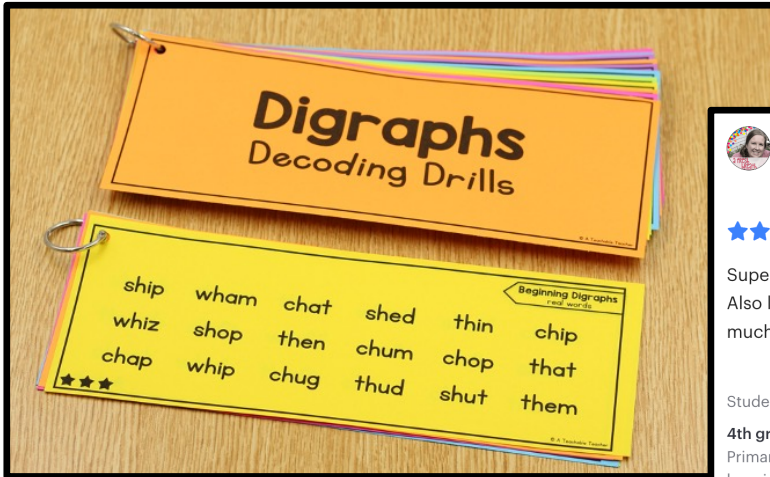 Digraphs
Decoding Drills
© A Teachable Teacher
Beginning Digraphs
real words
ship wham chat shed thin chip
whiz shop then chum chop that
chap whip chug thud shut them
© A Teachable Teacher
Supe
Also
much
Stude
4th gr
Primar